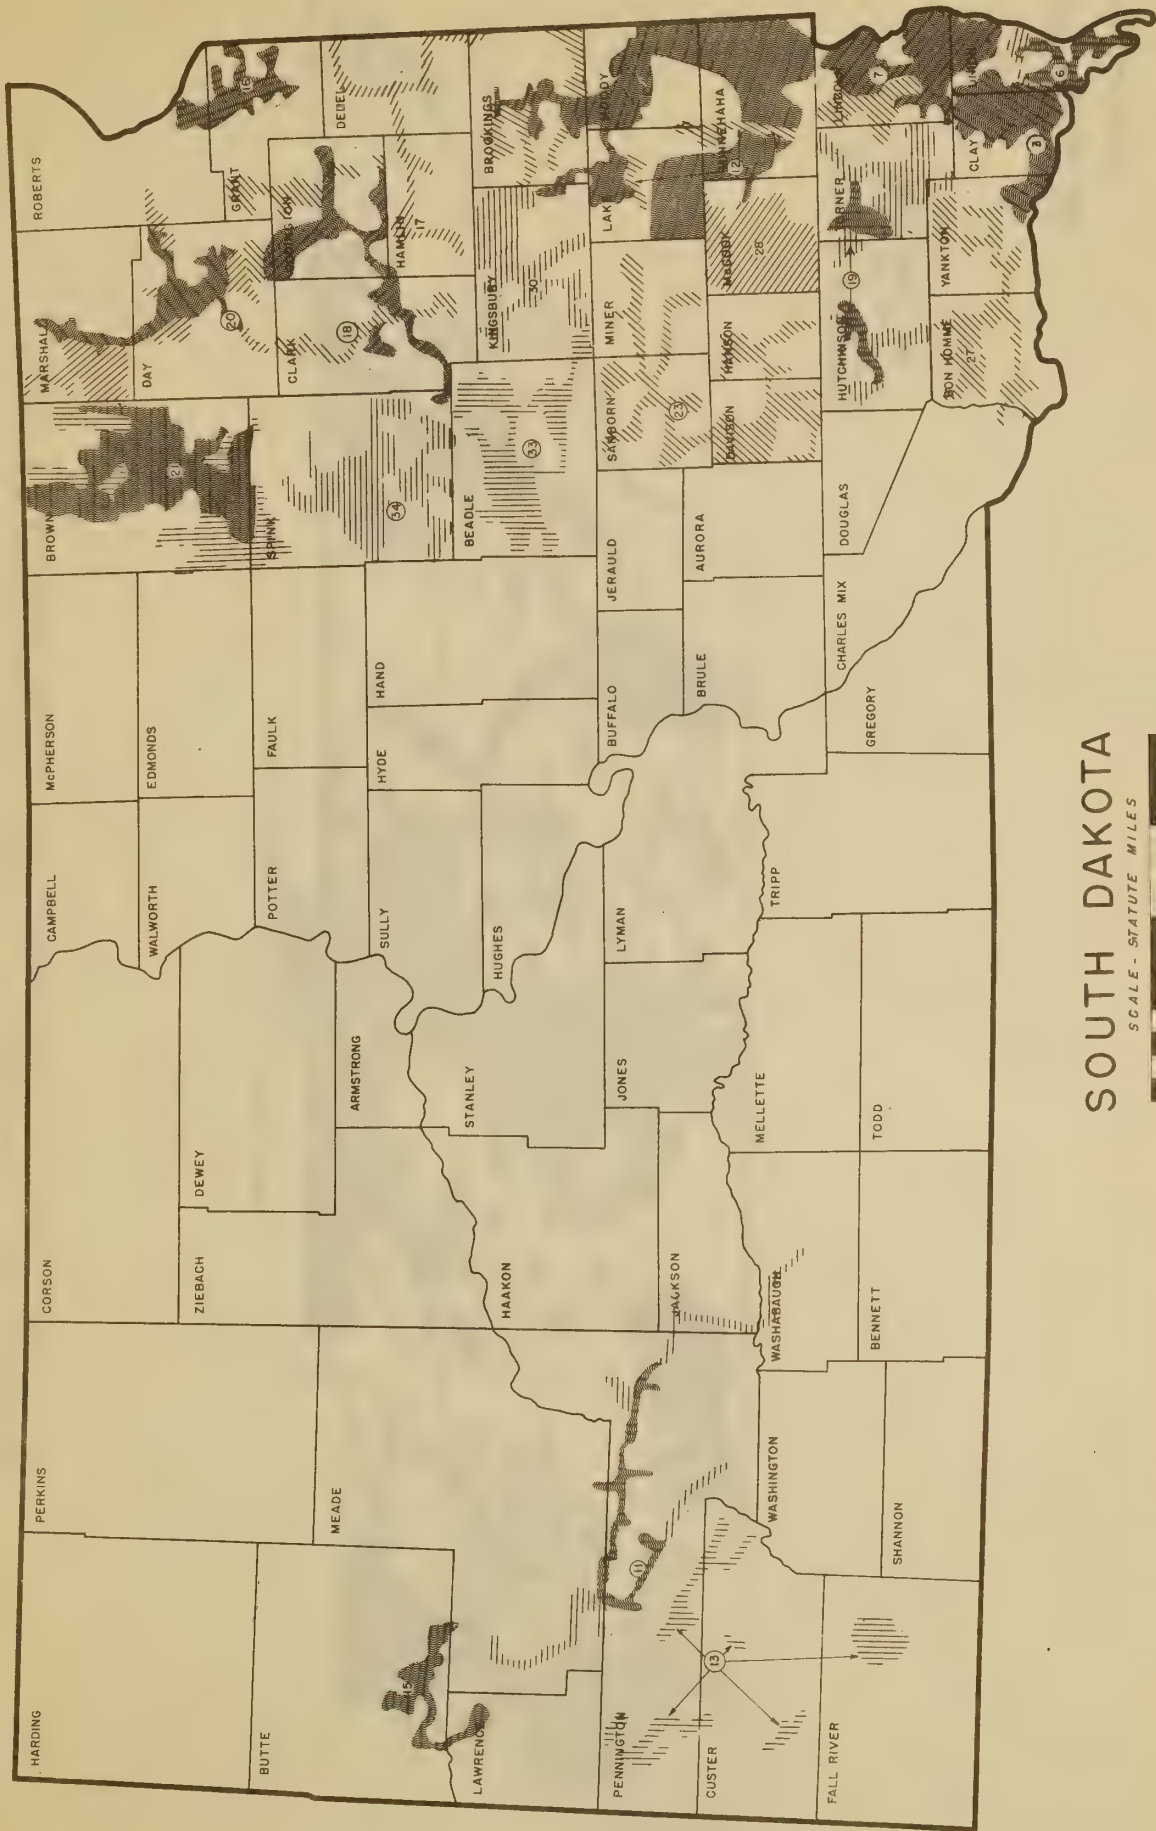 HARDING
PERKINS
CORSON
CAMPBELL
McPHERSON
BROWN
MARSHALL
ROBERTS
BUTTE
MEADE
ZIEBACH
DEWEY
WALWORTH
EDMONDS
DAY
GRANT
16
20
21
ARMSTRONG
POTTER
FAULK
SPINK
CLARK
18
DEUEL
HAMLIN
17
15
LAWRENCE
HAAKON
STANLEY
SULLY
HUGHES
HYDE
HAND
34
BEADLE
33
KINGSBURY
30
BROOKINGS
PENNINGTON
11
JACKSON
JONES
LYMAN
BUFFALO
JERAULD
SANBORN
23
MINER
LAKE
MOODY
CUSTER
13
WASHINGTON
WASHABAUGH
MELLETTE
TRIPP
BRULE
AURORA
DAVISON
HANSON
McCOOK
28
MINNEHAHA
12
FALL RIVER
SHANNON
BENNETT
TODD
GREGORY
CHARLES MIX
DOUGLAS
HUTCHINSON
19
TURNER
LINCOLN
7
BON HOMME
27
YANKTON
CLAY
3
UNION
6
SOUTH DAKOTA
SCALE - STATUTE MILES